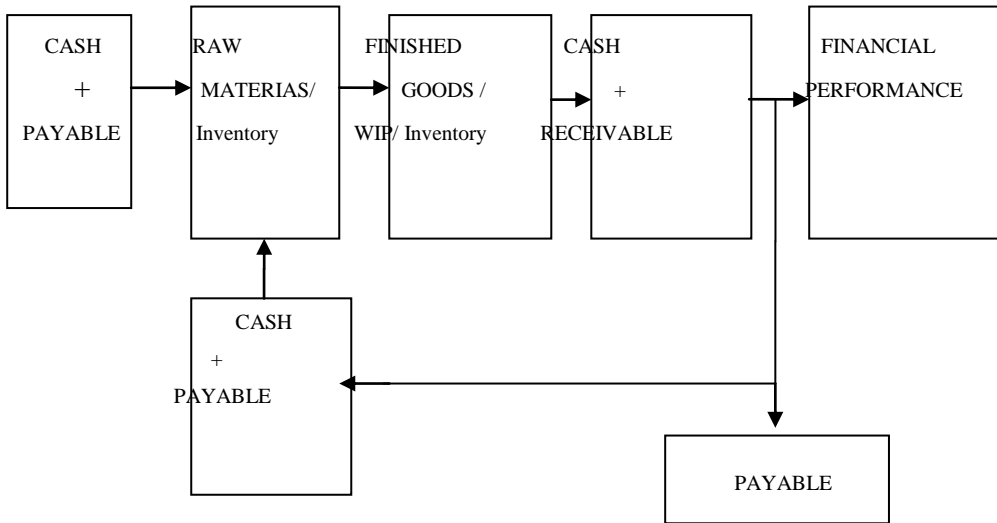 CASH
+
PAYABLE
RAW
MATERIAS/
Inventory
FINISHED
GOODS /
WIP/ Inventory
CASH
+
RECEIVABLE
FINANCIAL
PERFORMANCE
CASH
+
PAYABLE
PAYABLE